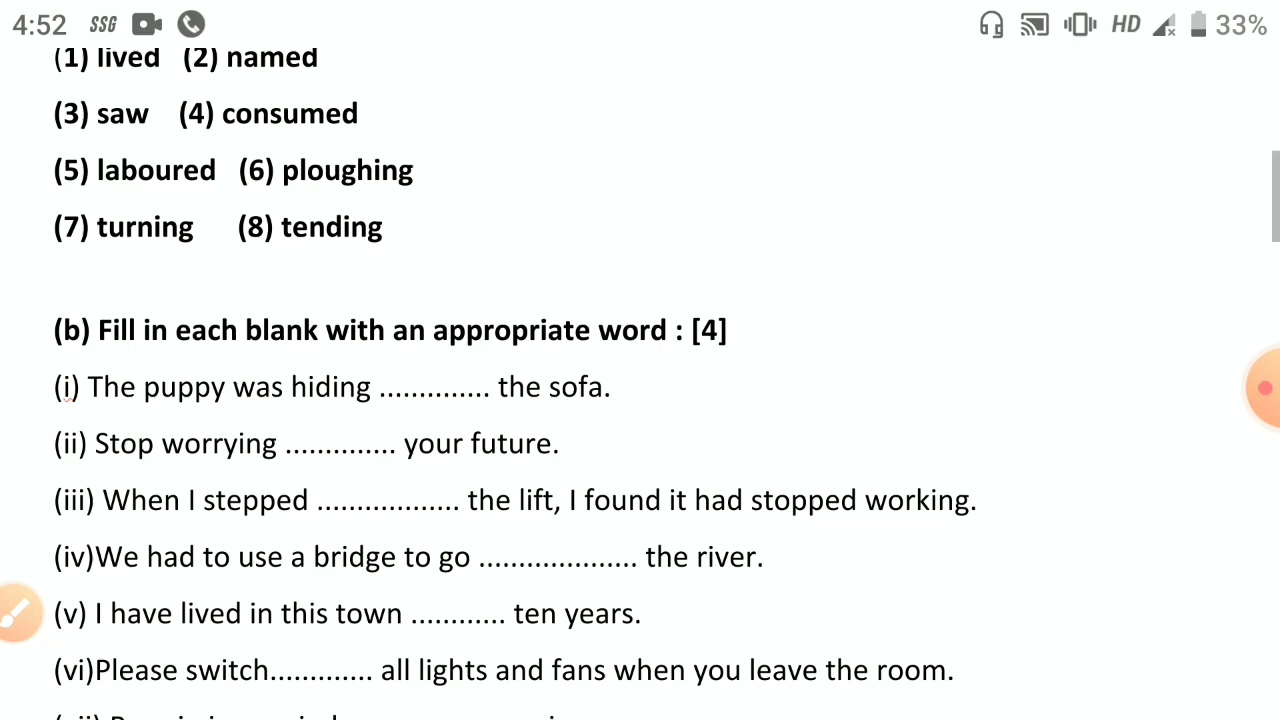 4:52 SSG HD 33%
(1) lived (2) named
(3) saw (4) consumed
(5) laboured (6) ploughing
(7) turning (8) tending
(b) Fill in each blank with an appropriate word : [4]
(i) The puppy was hiding .............. the sofa.
(ii) Stop worrying .............. your future.
(iii) When I stepped .................. the lift, I found it had stopped working.
(iv)We had to use a bridge to go .................... the river.
(v) I have lived in this town ............ ten years.
(vi)Please switch............. all lights and fans when you leave the room.